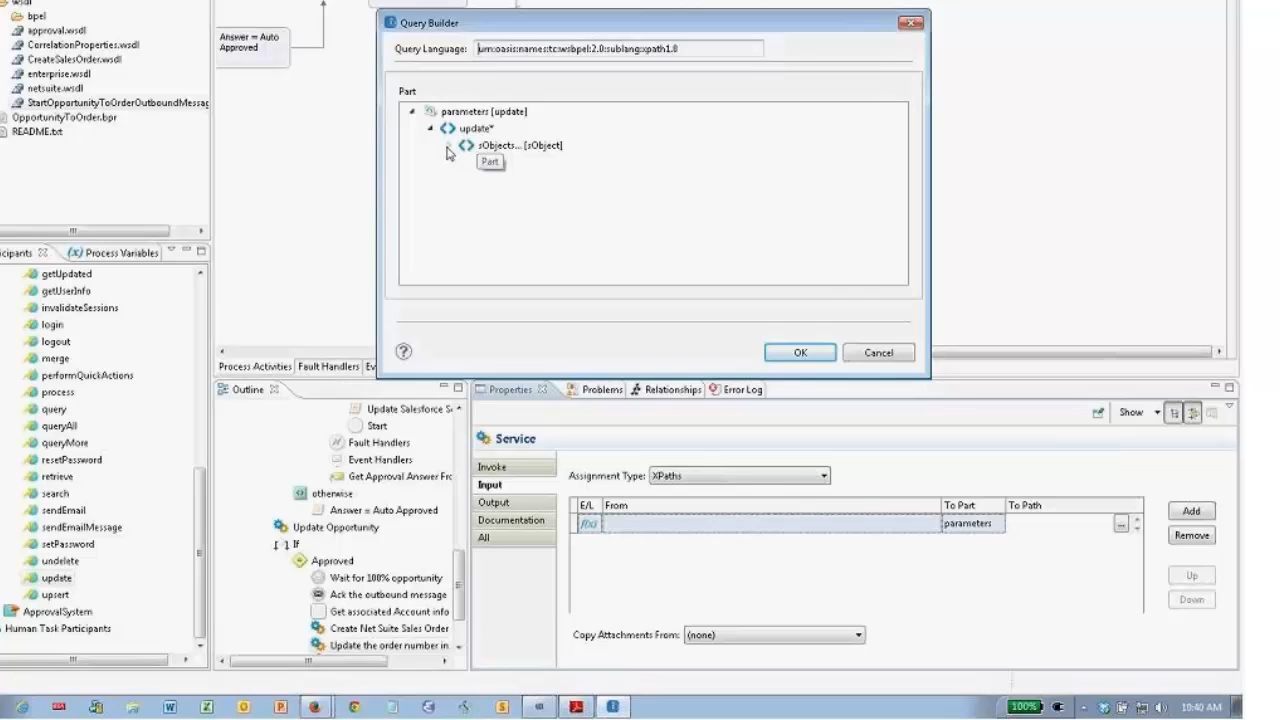 wsdl
bpel
approval.wsdl
CorrelationProperties.wsdl
CreateSalesOrder.wsdl
enterprise.wsdl
netsuite.wsdl
StartOpportunityToOrderOutboundMessag
OpportunityToOrder.bpr
README.txt
Answer = Auto
Approved
Query Builder
Query Language: urn:oasis:names:tc:wsbpel:2.0:sublang:xpath1.0
Part
parameters [update]
update*
sObjects... [sObject]
Part
OK
Cancel
cipants
(x) Process Variables
getUpdated
getUserInfo
invalidateSessions
login
logout
merge
performQuickActions
process
query
queryAll
queryMore
resetPassword
retrieve
search
sendEmail
sendEmailMessage
setPassword
undelete
update
upsert
ApprovalSystem
Human Task Participants
Process Activities
Fault Handlers
Ev
Outline
Update Salesforce S
Start
Fault Handlers
Event Handlers
Get Approval Answer Fro
otherwise
Answer = Auto Approved
Update Opportunity
If
Approved
Wait for 100% opportunity
Ack the outbound message
Get associated Account info
Create Net Suite Sales Order
Update the order number in
Properties
Problems
Relationships
Error Log
Show
Service
Invoke
Input
Output
Documentation
All
Assignment Type: XPaths
E/L From To Part To Path
f(x) parameters ...
Add
Remove
Up
Down
Copy Attachments From: (none)
100%
10:40 AM